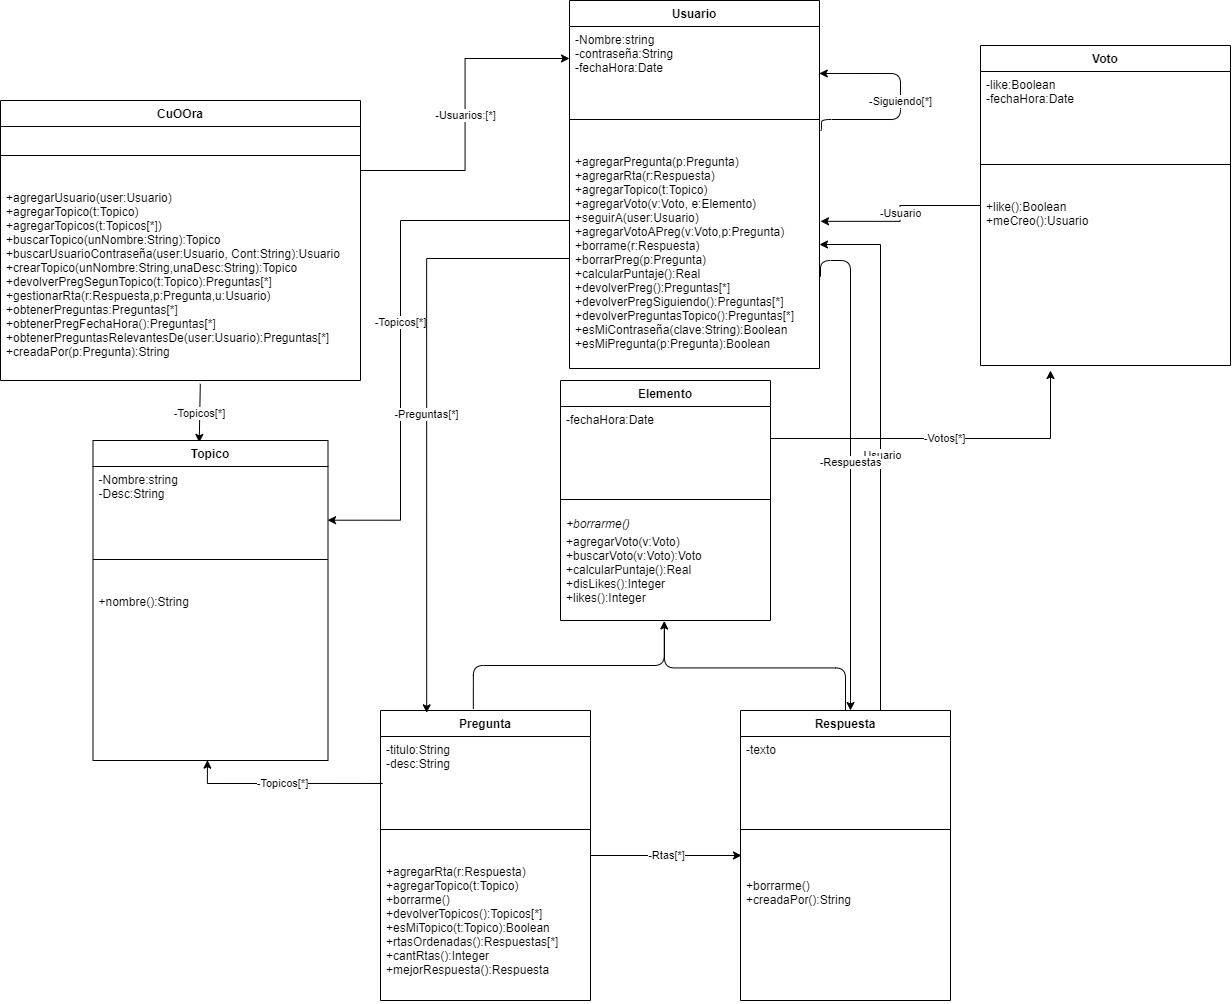 CuOOra
+agregarUsuario(user:Usuario)
+agregarTopico(t:Topico)
+agregarTopicos(t:Topicos[*])
+buscarTopico(unNombre:String):Topico
+buscarUsuarioContraseña(user:Usuario, Cont:String):Usuario
+crearTopico(unNombre:String,unaDesc:String):Topico
+devolverPregSegunTopico(t:Topico):Preguntas[*]
+gestionarRta(r:Respuesta,p:Pregunta,u:Usuario)
+obtenerPreguntas:Preguntas[*]
+obtenerPregFechaHora():Preguntas[*]
+obtenerPreguntasRelevantesDe(user:Usuario):Preguntas[*]
+creadaPor(p:Pregunta):String
-Usuarios:[*]
Usuario
-Nombre:string
-contraseña:String
-fechaHora:Date
+agregarPregunta(p:Pregunta)
+agregarRta(r:Respuesta)
+agregarTopico(t:Topico)
+agregarVoto(v:Voto, e:Elemento)
+seguirA(user:Usuario)
+agregarVotoAPreg(v:Voto,p:Pregunta)
+borrame(r:Respuesta)
+borrarPreg(p:Pregunta)
+calcularPuntaje():Real
+devolverPreg():Preguntas[*]
+devolverPregSiguiendo():Preguntas[*]
+devolverPreguntasTopico():Preguntas[*]
+esMiContraseña(clave:String):Boolean
+esMiPregunta(p:Pregunta):Boolean
-Siguiendo[*]
Voto
-like:Boolean
-fechaHora:Date
+like():Boolean
+meCreo():Usuario
-Usuario
-Topicos[*]
-Preguntas[*]
-Topicos[*]
Topico
-Nombre:string
-Desc:String
+nombre():String
Elemento
-fechaHora:Date
+borrarme()
+agregarVoto(v:Voto)
+buscarVoto(v:Voto):Voto
+calcularPuntaje():Real
+disLikes():Integer
+likes():Integer
-Votos[*]
Usuario
-Respuestas
Pregunta
-titulo:String
-desc:String
+agregarRta(r:Respuesta)
+agregarTopico(t:Topico)
+borrarme()
+devolverTopicos():Topicos[*]
+esMiTopico(t:Topico):Boolean
+rtasOrdenadas():Respuestas[*]
+cantRtas():Integer
+mejorRespuesta():Respuesta
-Topicos[*]
-Rtas[*]
Respuesta
-texto
+borrarme()
+creadaPor():String